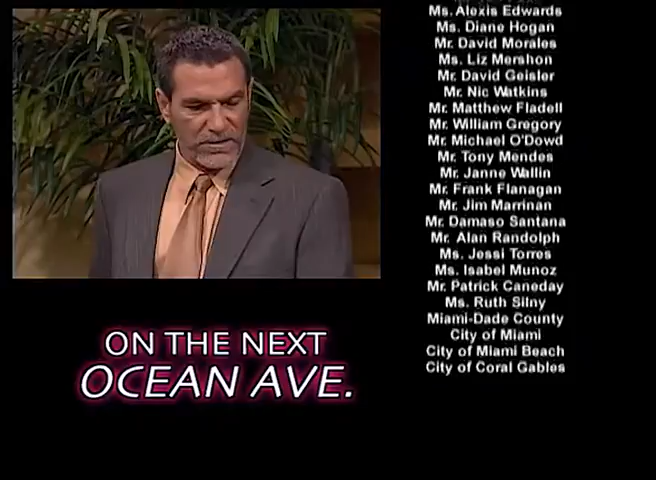 Ms. Alexis Edwards
Ms. Diane Hogan
Mr. David Morales
Ms. Liz Mershon
Mr. David Geisler
Mr. Nic Watkins
Mr. Matthew Fladell
Mr. William Gregory
Mr. Michael O'Dowd
Mr. Tony Mendes
Mr. Janne Wallin
Mr. Frank Flanagan
Mr. Jim Marrinan
Mr. Damaso Santana
Mr. Alan Randolph
Ms. Jessi Torres
Ms. Isabel Munoz
Mr. Patrick Caneday
Ms. Ruth Silny
Miami-Dade County
City of Miami
City of Miami Beach
City of Coral Gables
ON THE NEXT
OCEAN AVE.